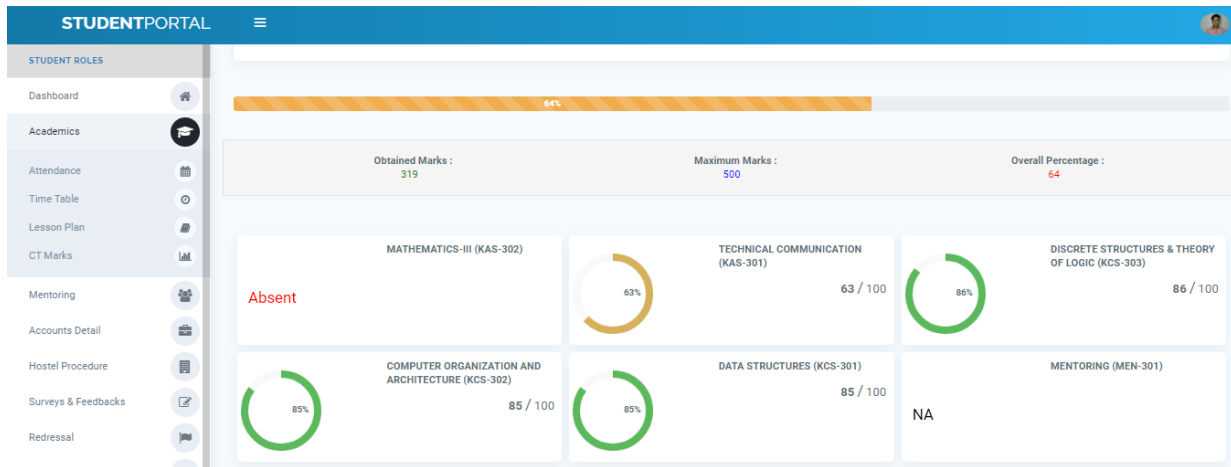 STUDENTPORTAL
STUDENT ROLES
Dashboard
Academics
Attendance
Time Table
Lesson Plan
CT Marks
Mentoring
Accounts Detail
Hostel Procedure
Surveys & Feedbacks
Redressal
64%
Obtained Marks :
319
Maximum Marks :
500
Overall Percentage :
64
MATHEMATICS-III (KAS-302)
Absent
TECHNICAL COMMUNICATION
(KAS-301)
63%
63 / 100
DISCRETE STRUCTURES & THEORY
OF LOGIC (KCS-303)
86%
86 / 100
COMPUTER ORGANIZATION AND
ARCHITECTURE (KCS-302)
85%
85 / 100
DATA STRUCTURES (KCS-301)
85%
85 / 100
MENTORING (MEN-301)
NA